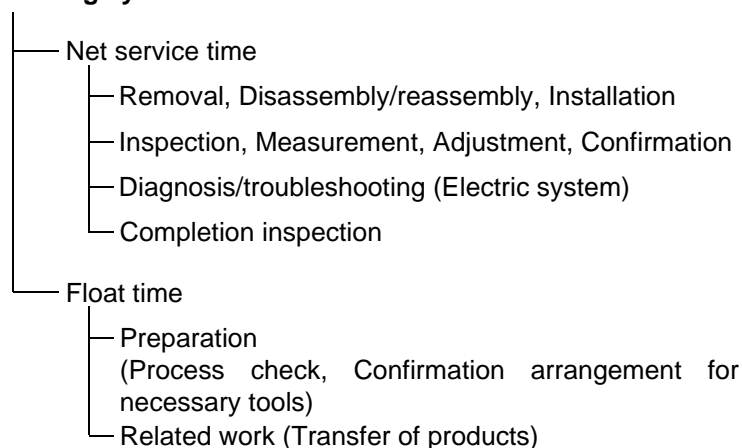 Net service time
Removal, Disassembly/reassembly, Installation
Inspection, Measurement, Adjustment, Confirmation
Diagnosis/troubleshooting (Electric system)
Completion inspection
Float time
Preparation
(Process check, Confirmation arrangement for
necessary tools)
Related work (Transfer of products)